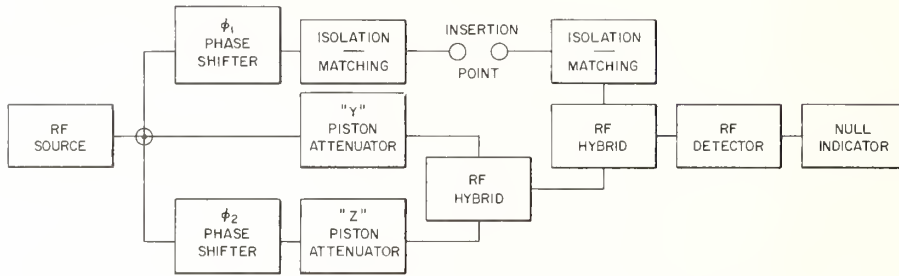 ϕ1
PHASE
SHIFTER
ISOLATION
MATCHING
INSERTION
POINT
ISOLATION
MATCHING
RF
SOURCE
"Y"
PISTON
ATTENUATOR
RF
HYBRID
RF
HYBRID
RF
DETECTOR
NULL
INDICATOR
ϕ2
PHASE
SHIFTER
"Z"
PISTON
ATTENUATOR